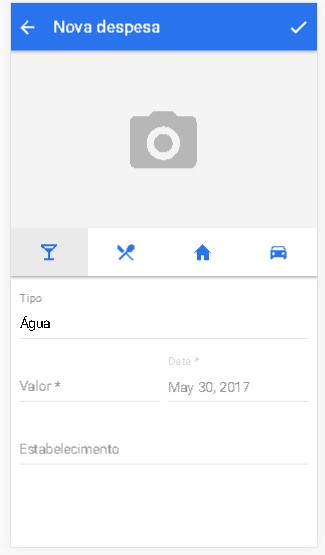 Nova despesa
Tipo
Água
Data *
Valor *
May 30, 2017
Estabelecimento